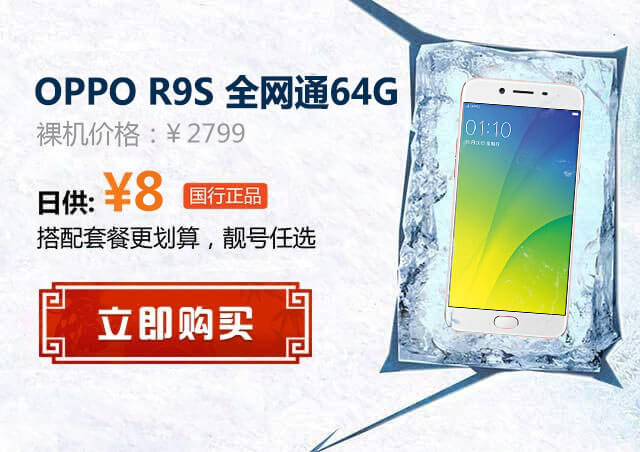 OPPO R9S 全网通64G
裸机价格：￥2799
日供: ¥8 国行正品
搭配套餐更划算，靓号任选
立即购买
01:10